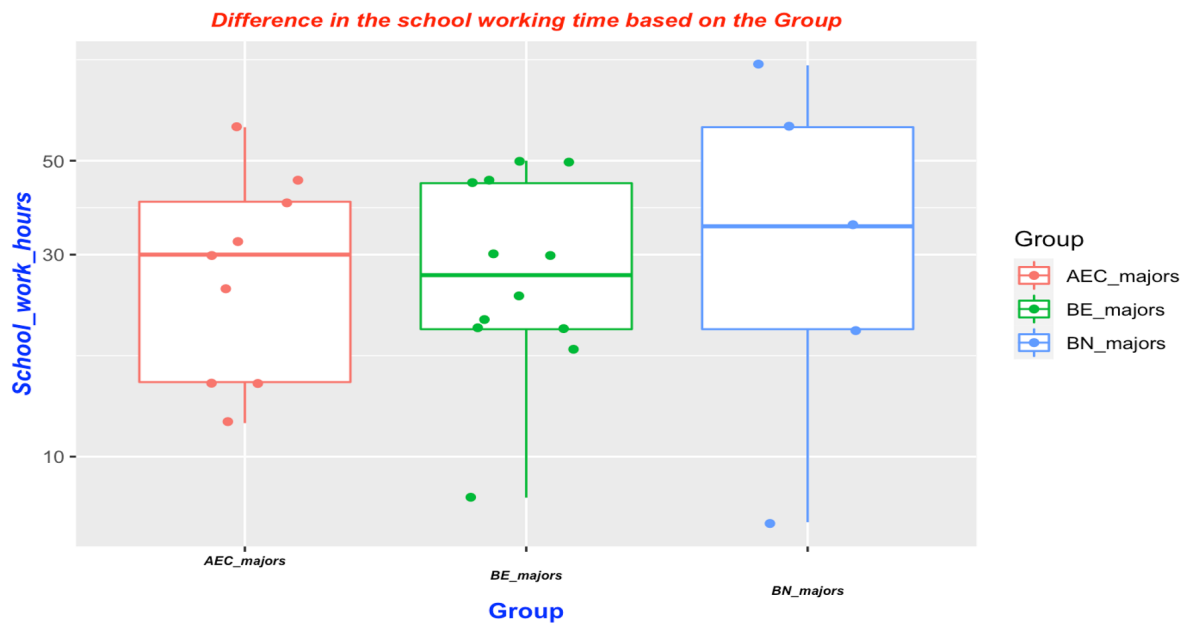 Difference in the school working time based on the Group
School_work_hours
50
30
10
AEC_majors
BE_majors
BN_majors
Group
Group
AEC_majors
BE_majors
BN_majors